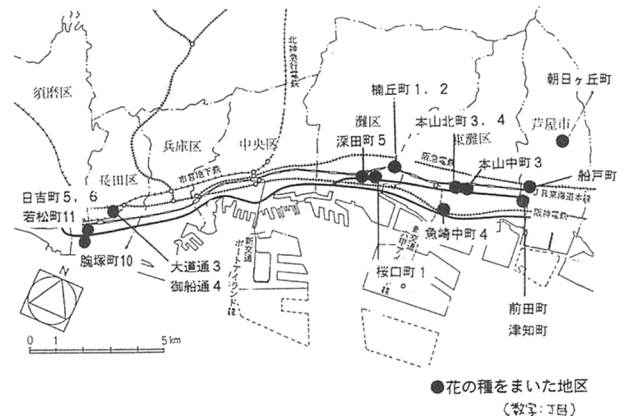 北神急行電鉄
須磨区
朝日ヶ丘町
楠丘町1, 2
灘区
本山北町3, 4
芦屋市
兵庫区
中央区
深田町5
東灘区
阪急電鉄
本山中町3
船戸町
長田区
市営地下鉄
日吉町5, 6
JR東海道本線
若松町11
阪神電鉄
魚崎中町4
腕塚町10
大道通3
御船通4
新交通
ポートアイランド線
桜口町1
前田町
津知町
N
0 1 5km
●花の種をまいた地区
(数字:丁目)